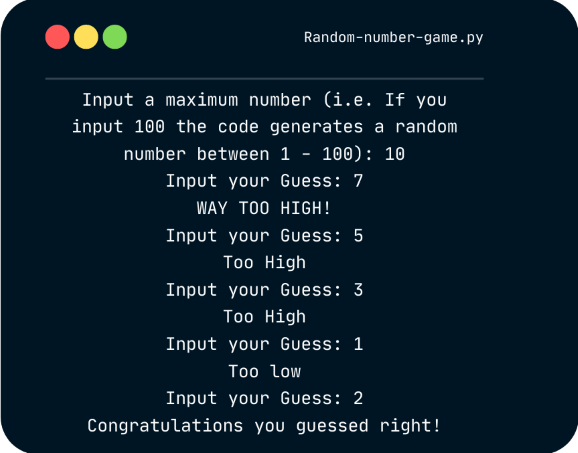 Random-number-game.py
Input a maximum number (i.e. If you
input 100 the code generates a random
number between 1 - 100): 10
Input your Guess: 7
WAY TOO HIGH!
Input your Guess: 5
Too High
Input your Guess: 3
Too High
Input your Guess: 1
Too low
Input your Guess: 2
Congratulations you guessed right!